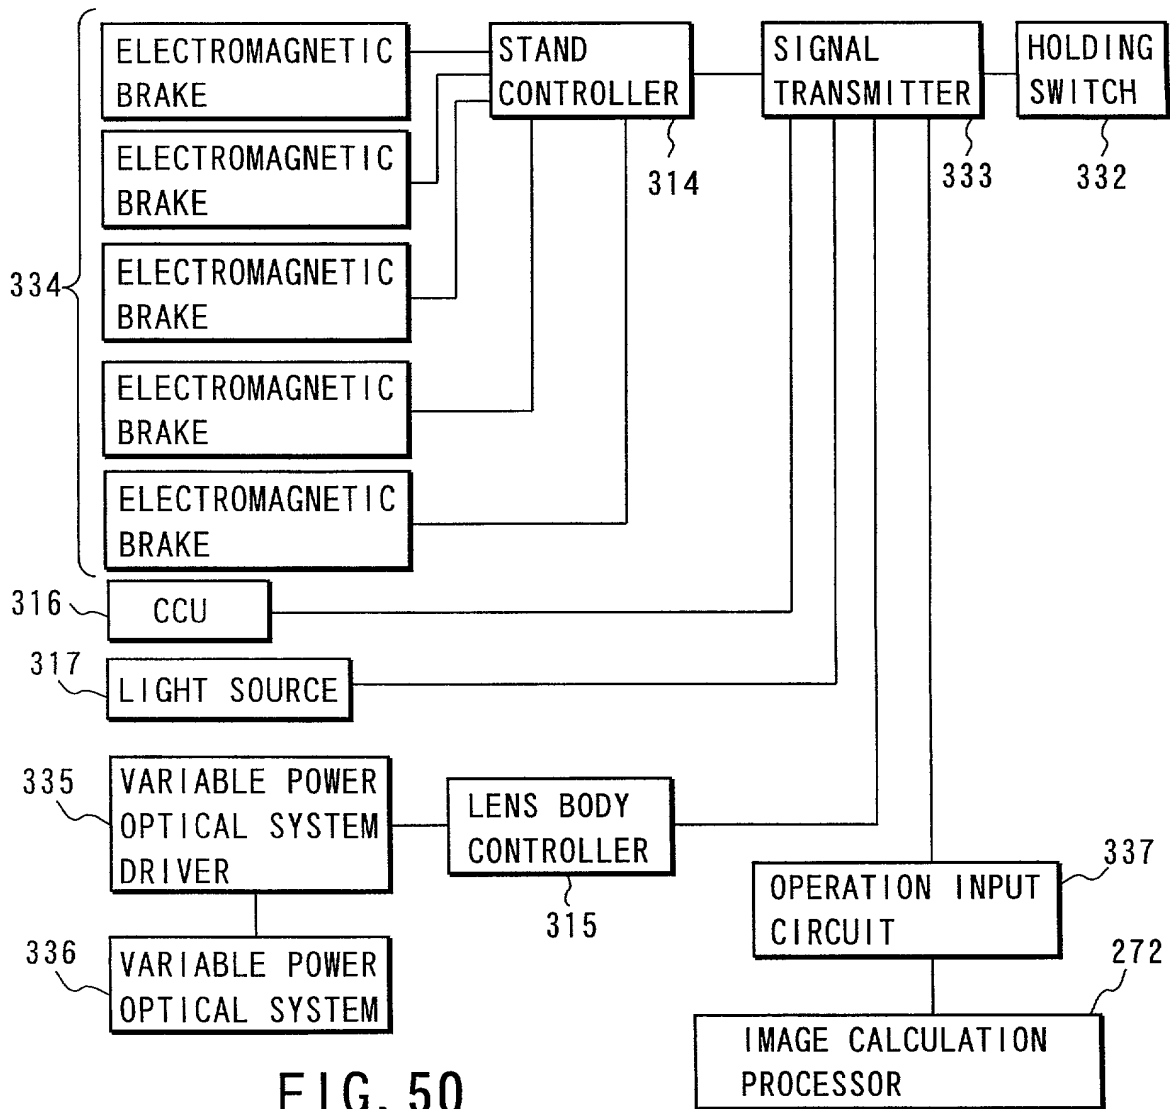 ELECTROMAGNETIC
BRAKE
STAND
CONTROLLER
314
SIGNAL
TRANSMITTER
333
HOLDING
SWITCH
332
ELECTROMAGNETIC
BRAKE
334
ELECTROMAGNETIC
BRAKE
ELECTROMAGNETIC
BRAKE
ELECTROMAGNETIC
BRAKE
316
CCU
317
LIGHT SOURCE
335
VARIABLE POWER
OPTICAL SYSTEM
DRIVER
LENS BODY
CONTROLLER
315
337
OPERATION INPUT
CIRCUIT
336
VARIABLE POWER
OPTICAL SYSTEM
272
IMAGE CALCULATION
PROCESSOR
FIG. 50